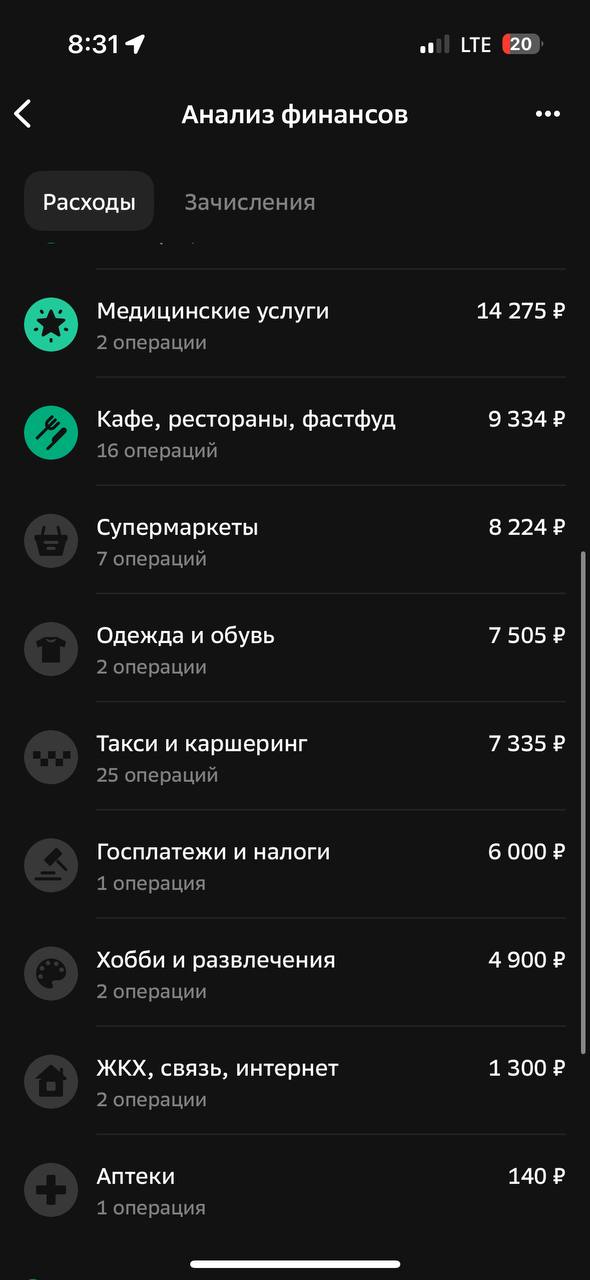 8:31
LTE 20
Анализ финансов
Расходы Зачисления
Медицинские услуги 14 275 ₽
2 операции
Кафе, рестораны, фастфуд 9 334 ₽
16 операций
Супермаркеты 8 224 ₽
7 операций
Одежда и обувь 7 505 ₽
2 операции
Такси и каршеринг 7 335 ₽
25 операций
Госплатежи и налоги 6 000 ₽
1 операция
Хобби и развлечения 4 900 ₽
2 операции
ЖКХ, связь, интернет 1 300 ₽
2 операции
Аптеки 140 ₽
1 операция